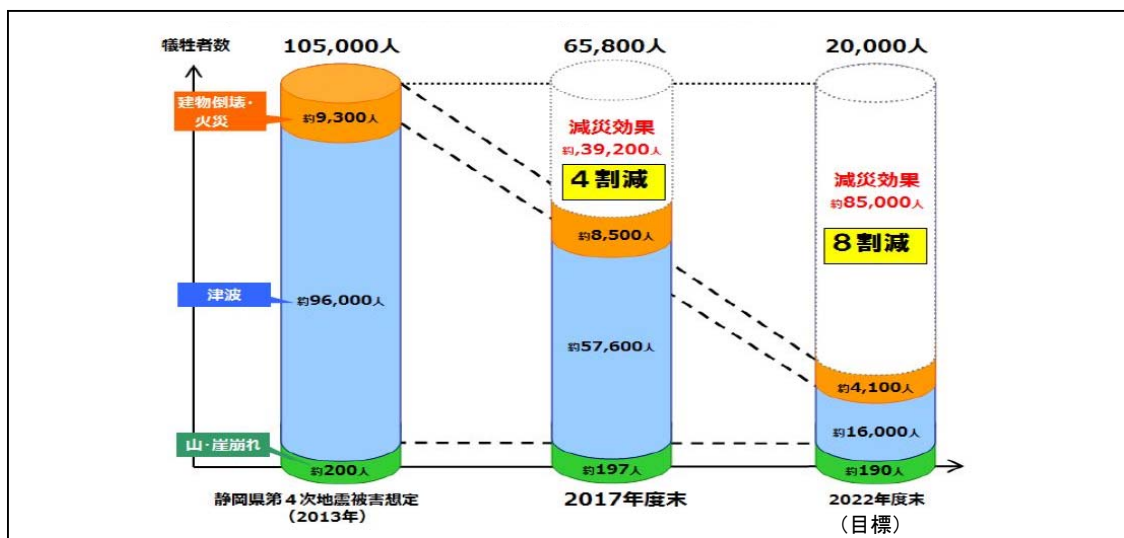 犠牲者数
105,000人
65,800人
20,000人
建物倒壊・
火災
約9,300人
減災効果
約,39,200人
4割減
減災効果
約85,000人
8割減
約8,500人
津波
約96,000人
約57,600人
約4,100人
約16,000人
山・崖崩れ
約200人
約197人
約190人
静岡県第4次地震被害想定
（2013年）
2017年度末
2022年度末
（目標）